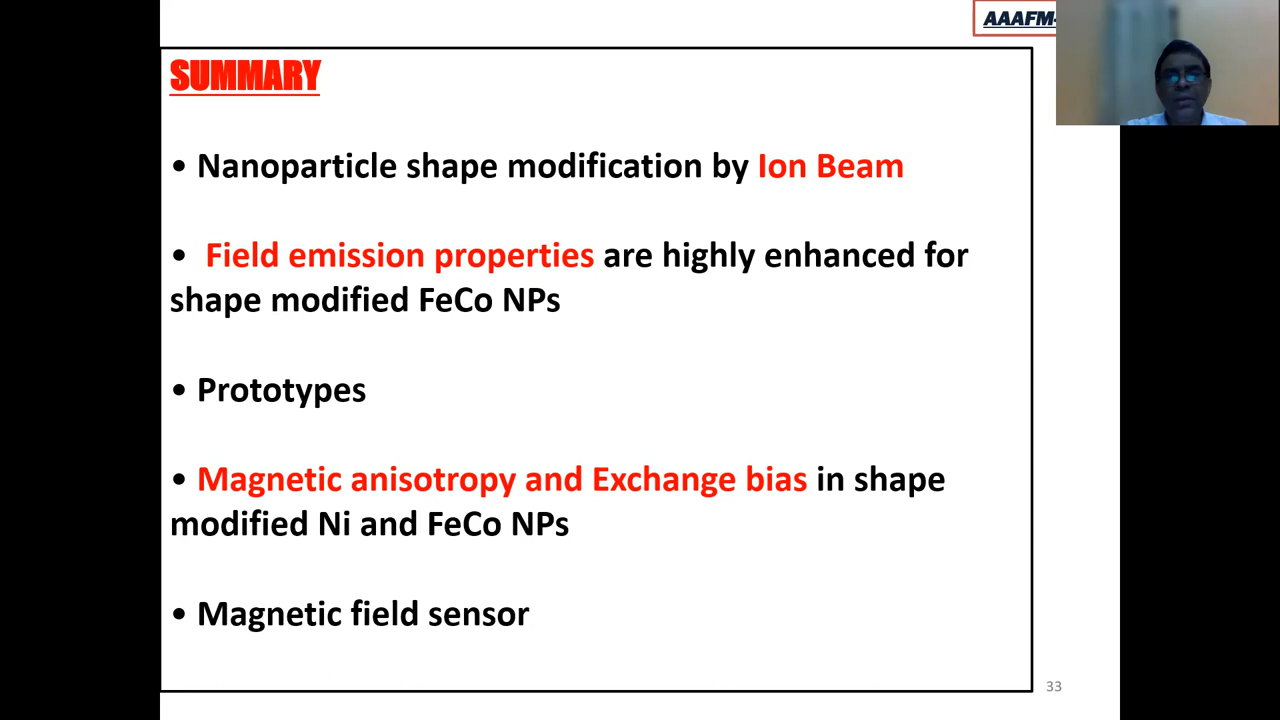 AAAFM-
SUMMARY
• Nanoparticle shape modification by Ion Beam
• Field emission properties are highly enhanced for
shape modified FeCo NPs
• Prototypes
• Magnetic anisotropy and Exchange bias in shape
modified Ni and FeCo NPs
• Magnetic field sensor
33